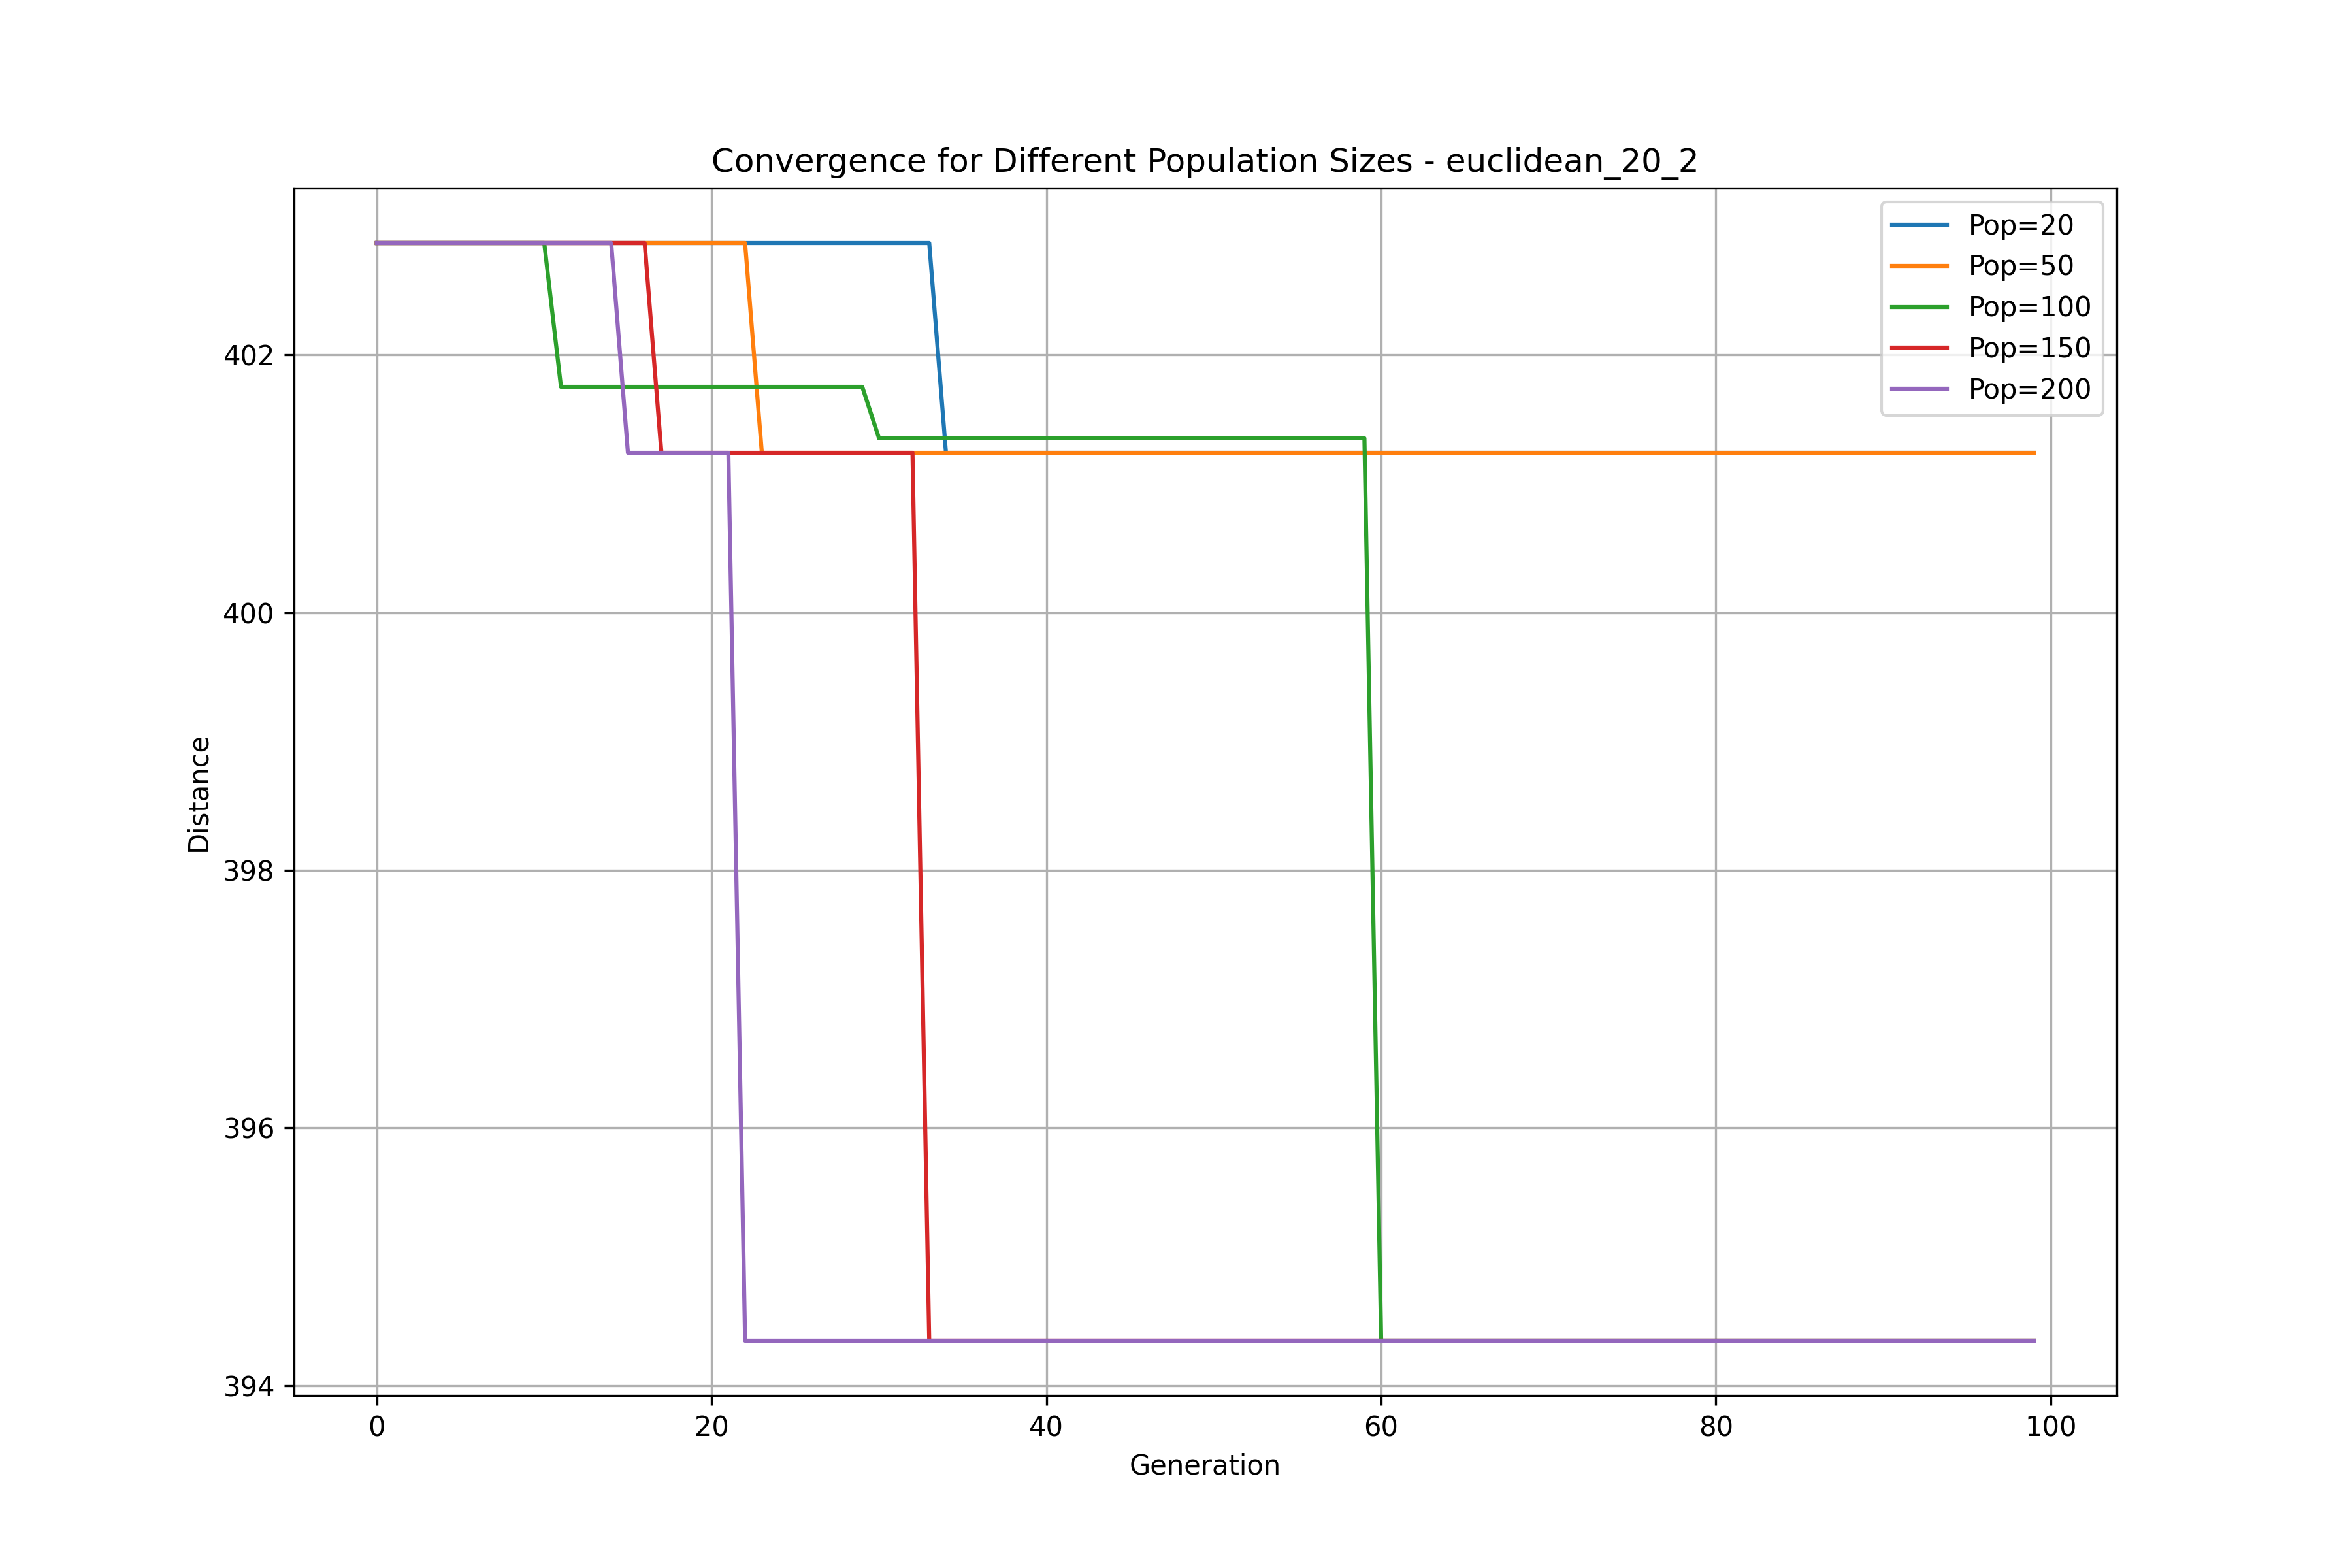 Convergence for Different Population Sizes - euclidean_20_2
Pop=20
Pop=50
Pop=100
Pop=150
Pop=200
402
400
398
396
394
Distance
0 20 40 60 80 100
Generation